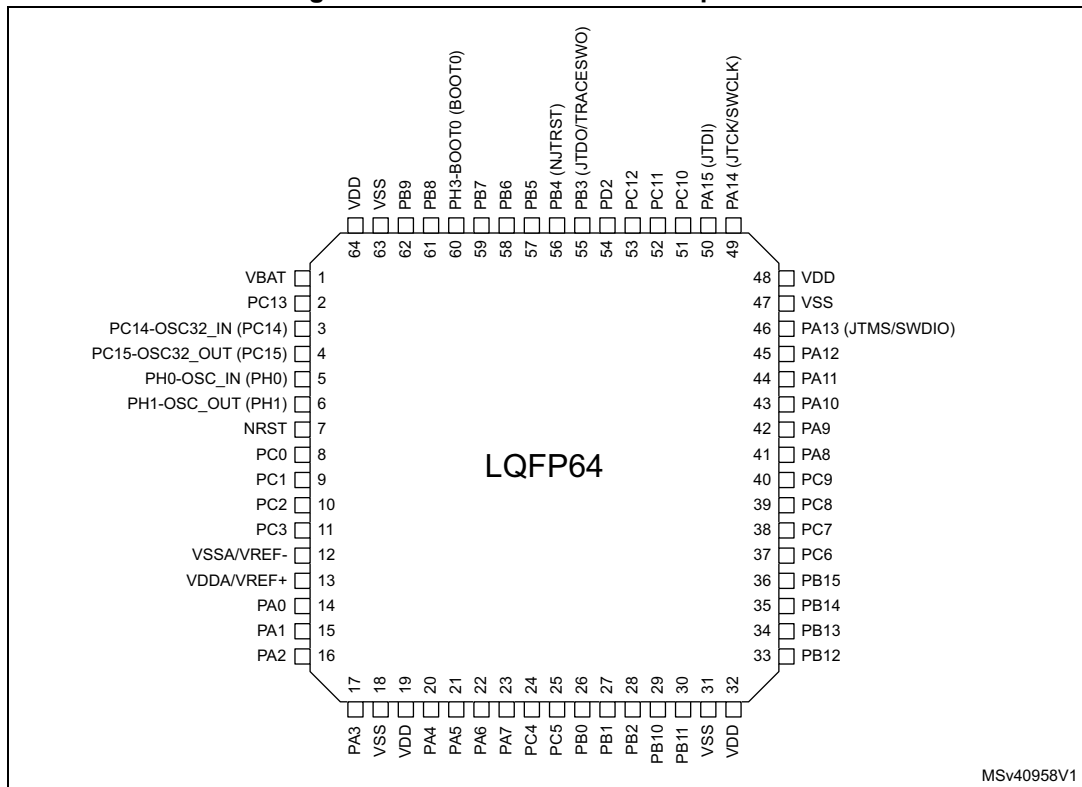 VDD
VSS
PB9
PB8
PH3-BOOT0 (BOOT0)
PB7
PB6
PB5
PB4 (NJTRST)
PB3 (JTDO/TRACESWO)
PD2
PC12
PC11
PC10
PA15 (JTDI)
PA14 (JTCK/SWCLK)
64
63
62
61
60
59
58
57
56
55
54
53
52
51
50
49
VBAT 1
PC13 2
PC14-OSC32_IN (PC14) 3
PC15-OSC32_OUT (PC15) 4
PH0-OSC_IN (PH0) 5
PH1-OSC_OUT (PH1) 6
NRST 7
PC0 8
PC1 9
PC2 10
PC3 11
VSSA/VREF- 12
VDDA/VREF+ 13
PA0 14
PA1 15
PA2 16
LQFP64
48 VDD
47 VSS
46 PA13 (JTMS/SWDIO)
45 PA12
44 PA11
43 PA10
42 PA9
41 PA8
40 PC9
39 PC8
38 PC7
37 PC6
36 PB15
35 PB14
34 PB13
33 PB12
17
18
19
20
21
22
23
24
25
26
27
28
29
30
31
32
PA3
VSS
VDD
PA4
PA5
PA6
PA7
PC4
PC5
PB0
PB1
PB2
PB10
PB11
VSS
VDD
MSv40958V1